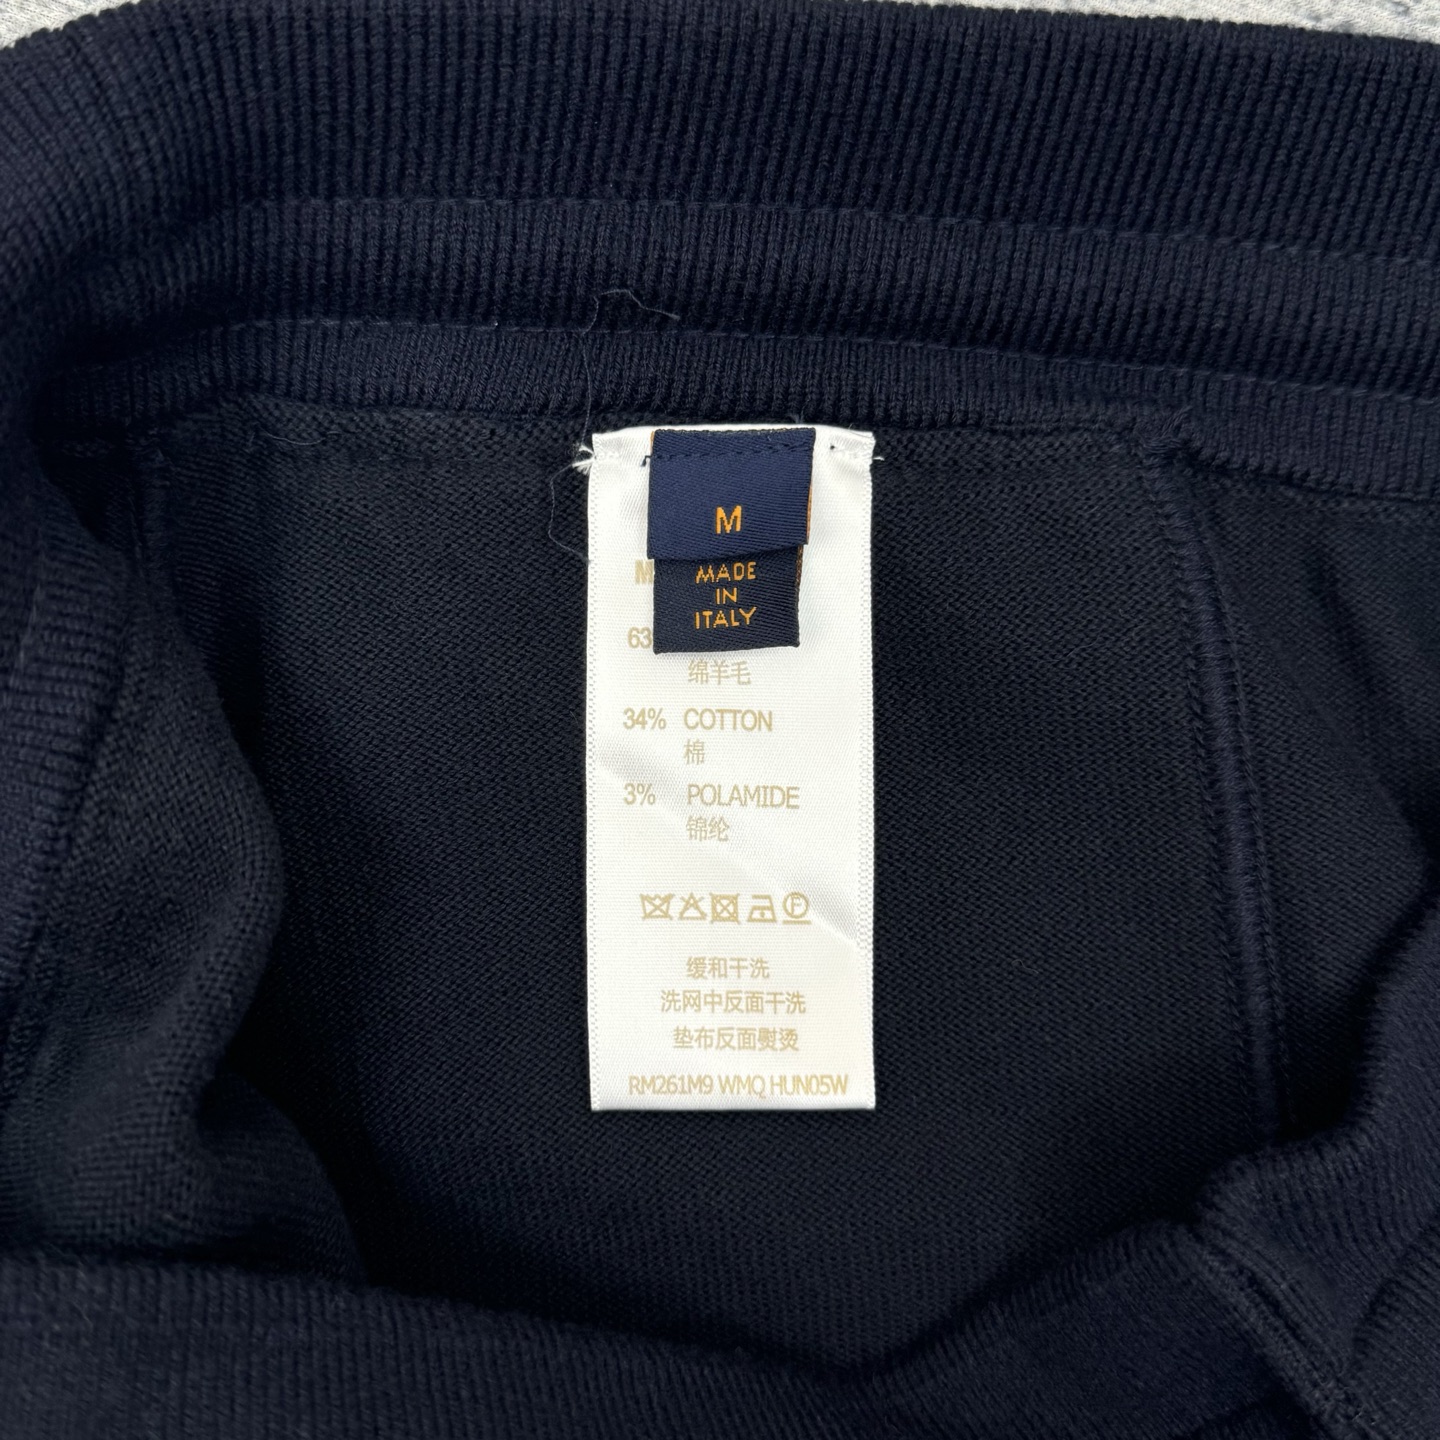 M
MADE
IN
ITALY
M
63
绵羊毛
34% COTTON
棉
3% POLAMIDE
锦纶
F
缓和干洗
洗网中反面干洗
垫布反面熨烫
RM261M9 WMQ HUN05W